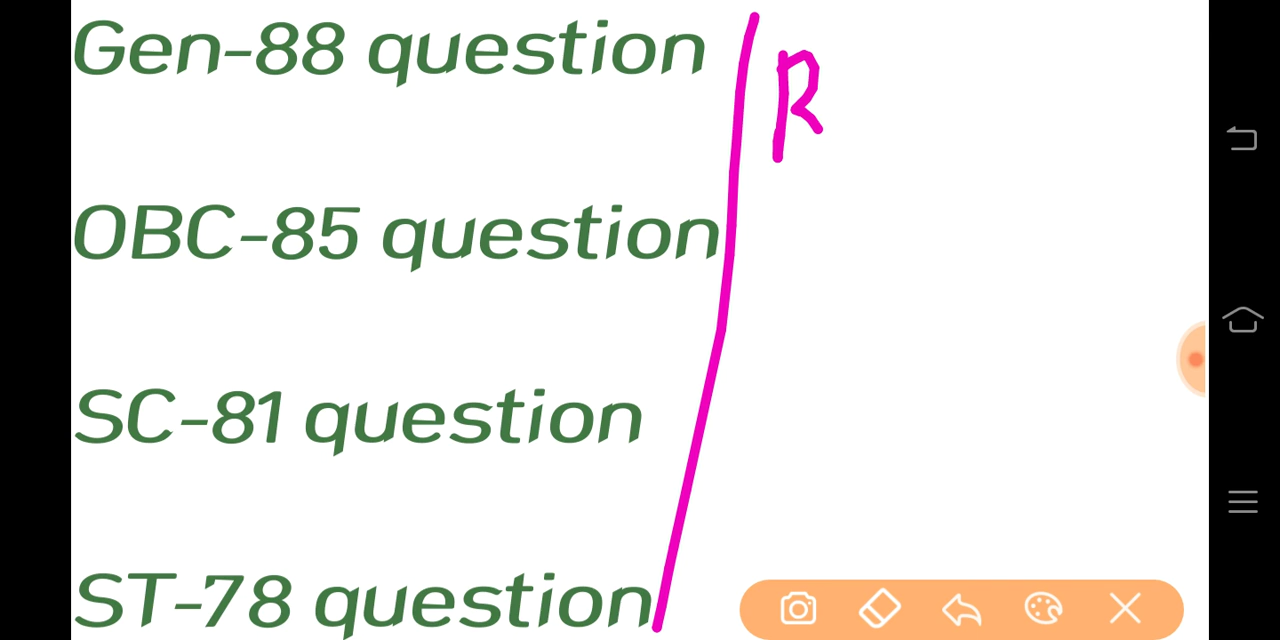 Gen-88 question
R
OBC-85 question
SC-81 question
ST-78 question